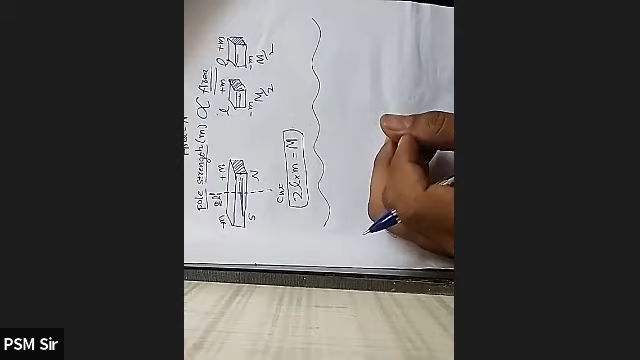 Pole strength (m) ∝ Area
-m +m
2l
S N
l +m
-m
M/2
l +m
-m
M/2
Cut
2l × m = M
PSM Sir